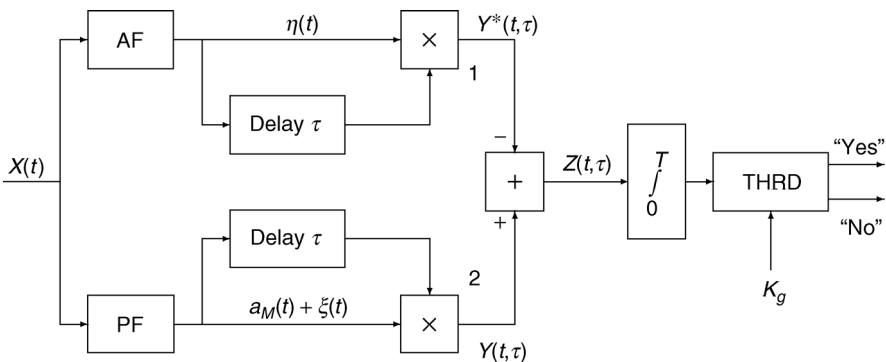 AF
η(t)
×
Y*(t,τ)
1
Delay τ
X(t)
−
+
+
Z(t,τ)
T
∫
0
THRD
"Yes"
"No"
K_g
Delay τ
2
PF
a_M(t) + ξ(t)
×
Y(t,τ)